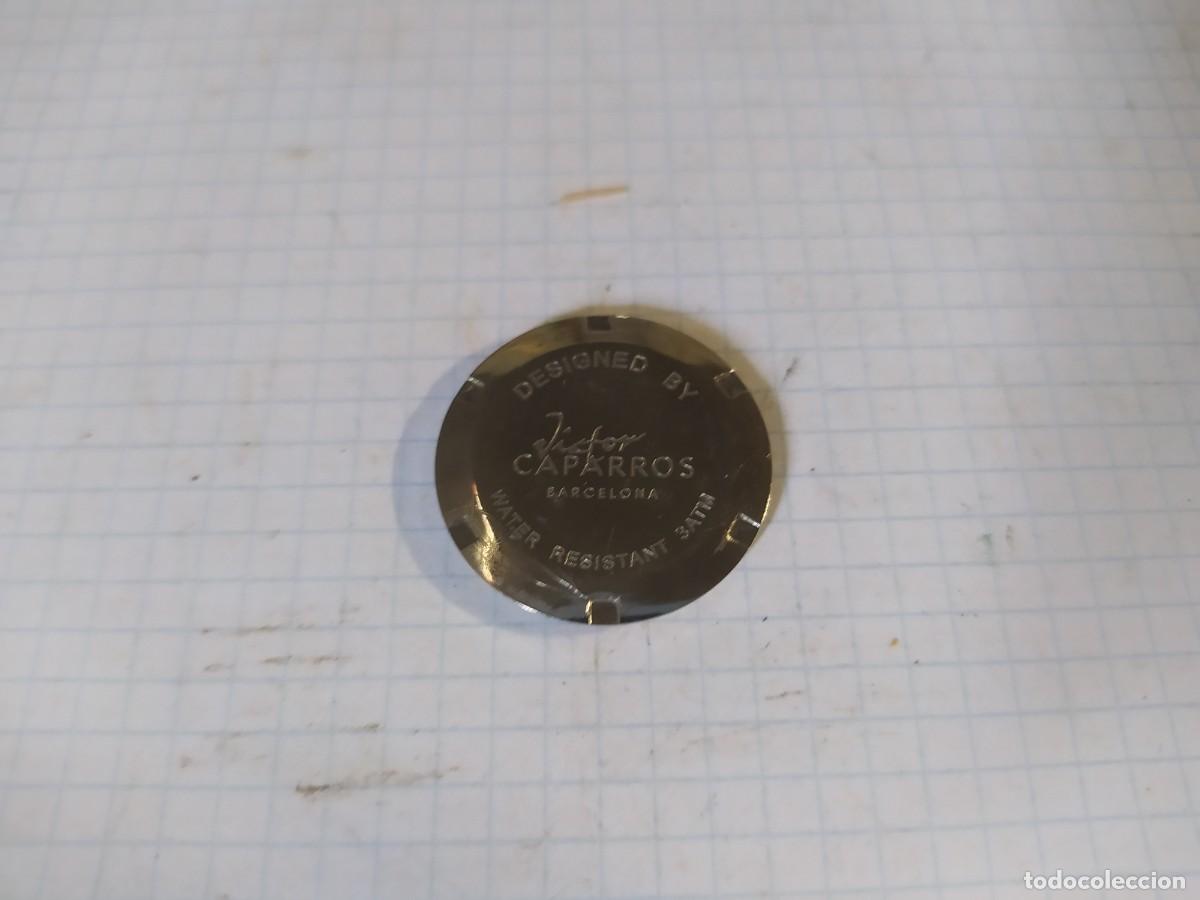 DESIGNED BY
Victor
CAPARROS
BARCELONA
WATER RESISTANT 3ATM
todocoleccion